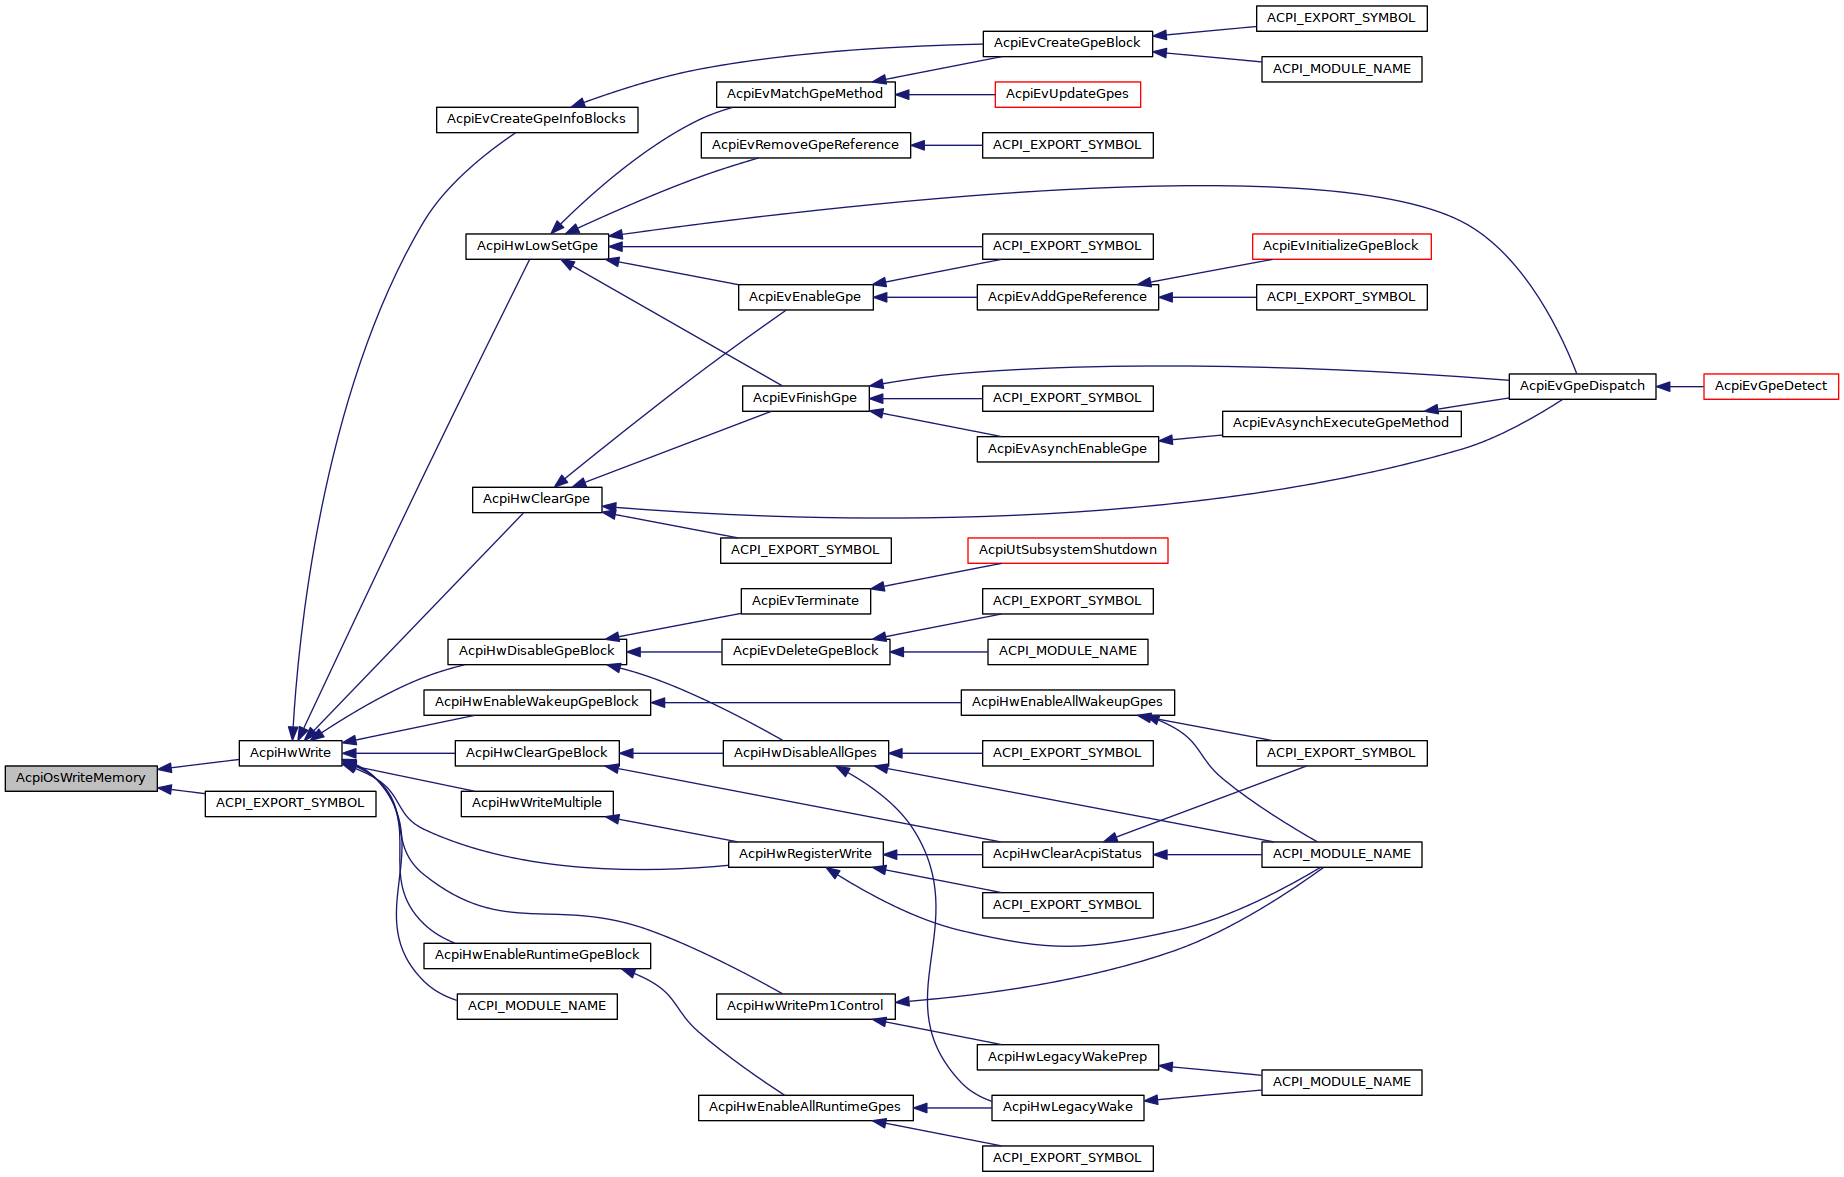 ACPI_EXPORT_SYMBOL
AcpiEvCreateGpeBlock
ACPI_MODULE_NAME
AcpiEvMatchGpeMethod
AcpiEvUpdateGpes
AcpiEvCreateGpeInfoBlocks
AcpiEvRemoveGpeReference
ACPI_EXPORT_SYMBOL
AcpiHwLowSetGpe
ACPI_EXPORT_SYMBOL
AcpiEvInitializeGpeBlock
AcpiEvEnableGpe
AcpiEvAddGpeReference
ACPI_EXPORT_SYMBOL
AcpiEvGpeDispatch
AcpiEvGpeDetect
AcpiEvFinishGpe
ACPI_EXPORT_SYMBOL
AcpiEvAsynchExecuteGpeMethod
AcpiEvAsynchEnableGpe
AcpiHwClearGpe
ACPI_EXPORT_SYMBOL
AcpiUtSubsystemShutdown
AcpiEvTerminate
ACPI_EXPORT_SYMBOL
AcpiHwDisableGpeBlock
AcpiEvDeleteGpeBlock
ACPI_MODULE_NAME
AcpiHwEnableWakeupGpeBlock
AcpiHwEnableAllWakeupGpes
AcpiHwWrite
AcpiHwClearGpeBlock
AcpiHwDisableAllGpes
ACPI_EXPORT_SYMBOL
ACPI_EXPORT_SYMBOL
AcpiOsWriteMemory
ACPI_EXPORT_SYMBOL
AcpiHwWriteMultiple
AcpiHwRegisterWrite
AcpiHwClearAcpiStatus
ACPI_MODULE_NAME
ACPI_EXPORT_SYMBOL
AcpiHwEnableRuntimeGpeBlock
ACPI_MODULE_NAME
AcpiHwWritePm1Control
AcpiHwLegacyWakePrep
ACPI_MODULE_NAME
AcpiHwEnableAllRuntimeGpes
AcpiHwLegacyWake
ACPI_EXPORT_SYMBOL